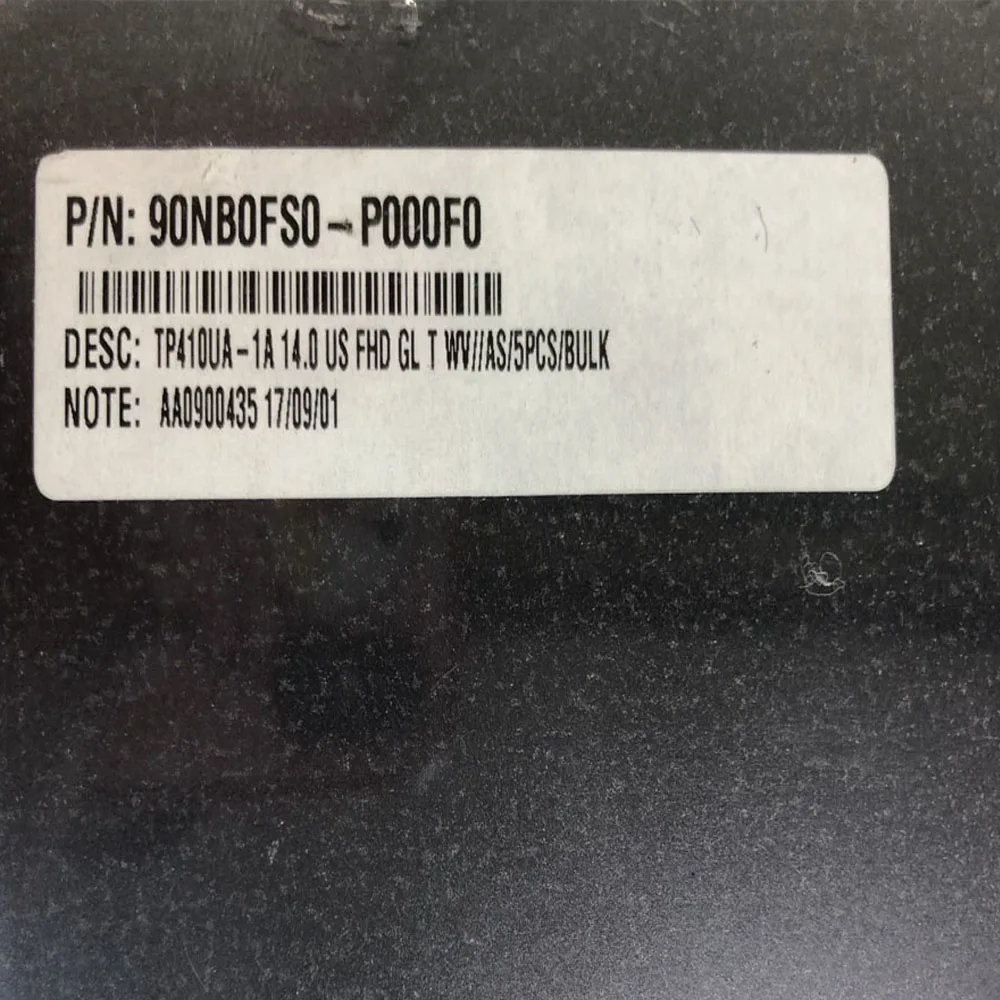 P/N: 90NB0FS0-P000F0
DESC: TP410UA-1A 14.0 US FHD GL T WV//AS/5PCS/BULK
NOTE: AA0900435 17/09/01